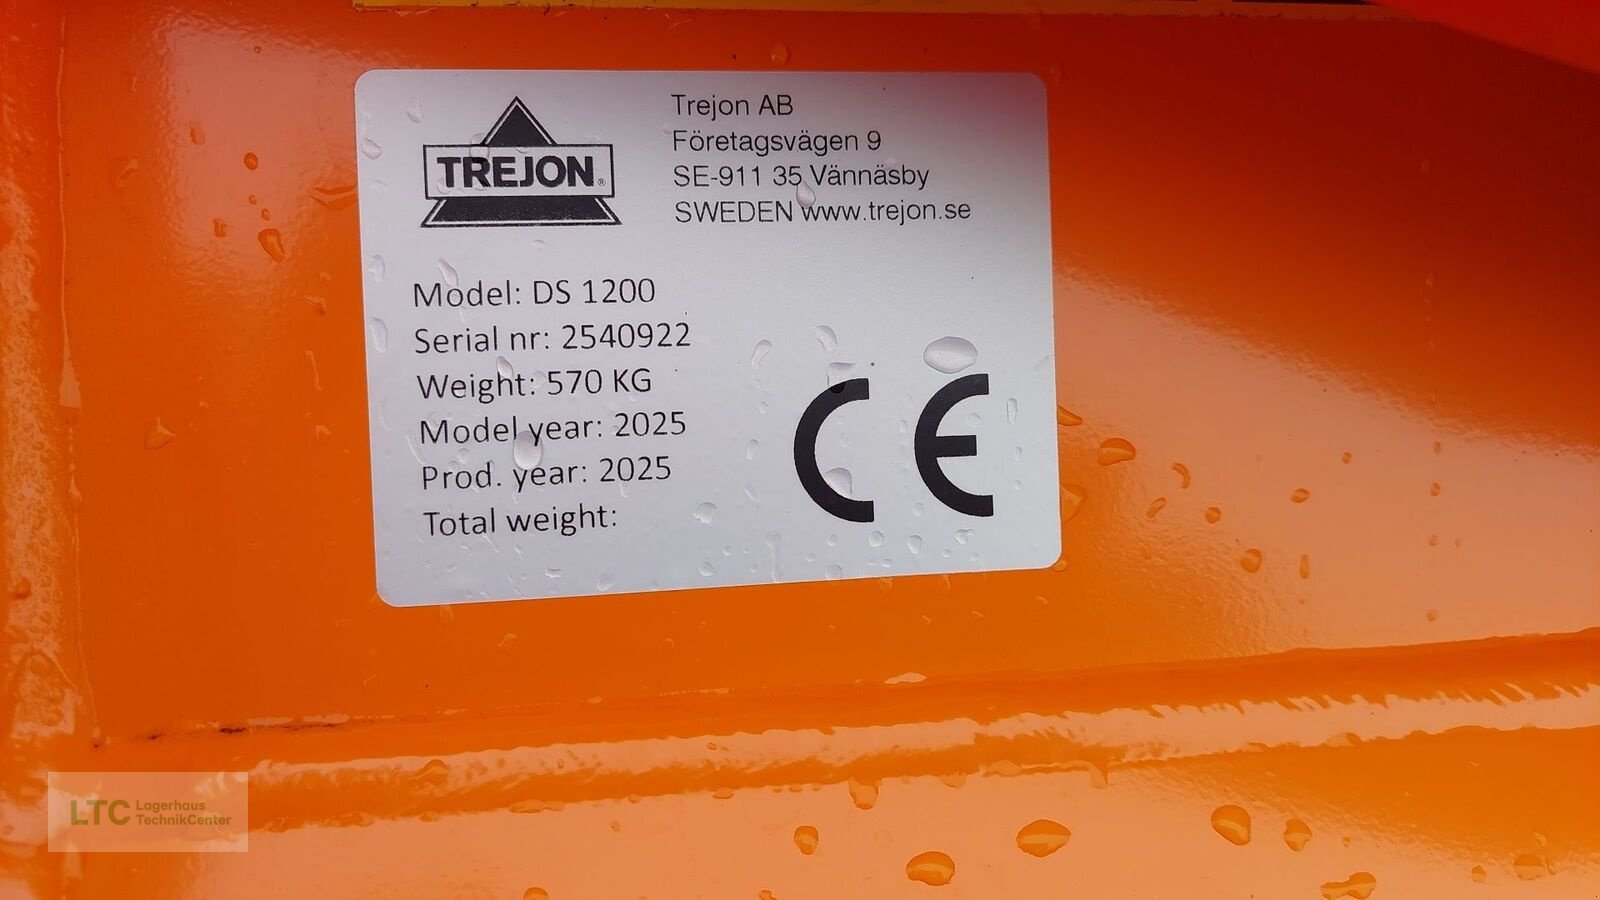 TREJON®
Trejon AB
Företagsvägen 9
SE-911 35 Vännäsby
SWEDEN www.trejon.se
Model: DS 1200
Serial nr: 2540922
Weight: 570 KG
Model year: 2025
Prod. year: 2025
Total weight:
CE
LTC Lagerhaus
TechnikCenter